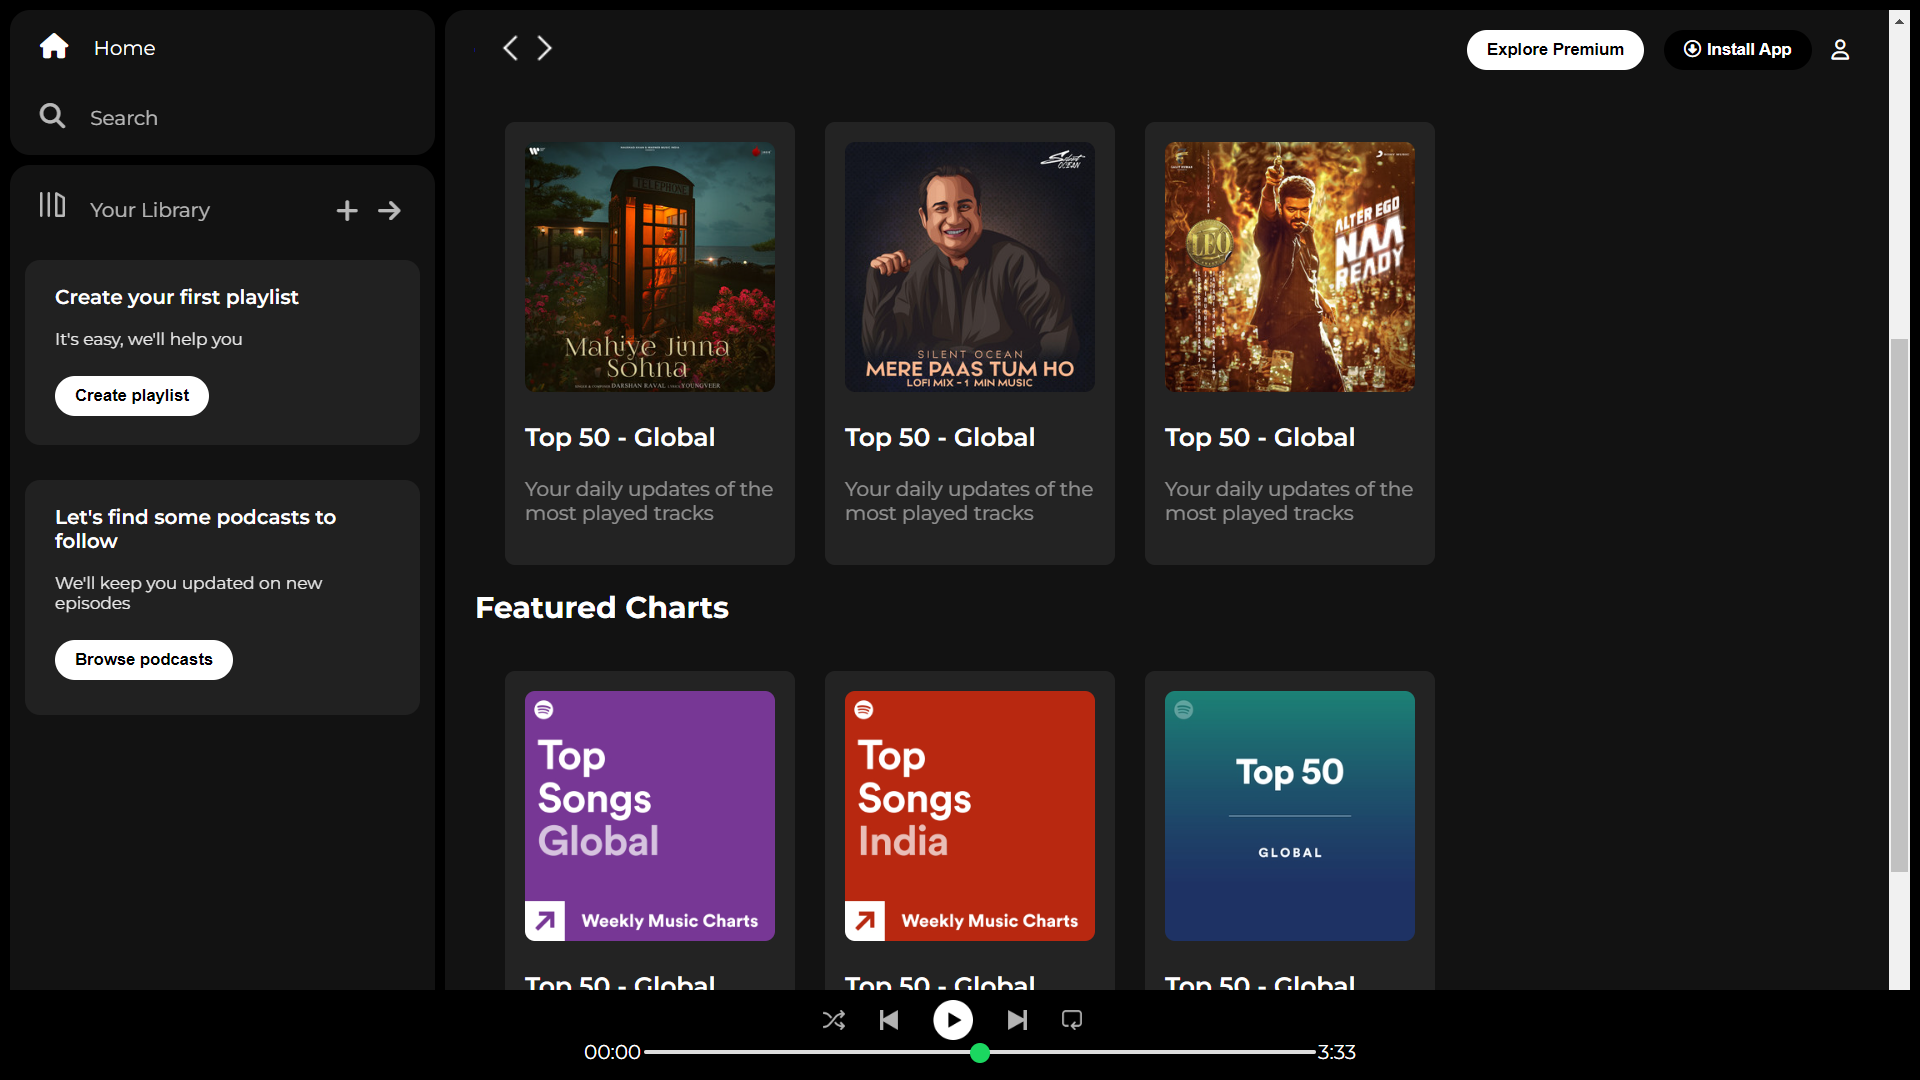 Home
Search
Your Library
Create your first playlist
It's easy, we'll help you
Create playlist
Let's find some podcasts to
follow
We'll keep you updated on new
episodes
Browse podcasts
Explore Premium
Install App
TELEPHONE
Mahiye Jinna
Sohna
DARSHAN RAVAL
YOUNGVEER
Top 50 - Global
Your daily updates of the
most played tracks
Silent
OCEAN
SILENT OCEAN
MERE PAAS TUM HO
LOFI MIX - 1 MIN MUSIC
Top 50 - Global
Your daily updates of the
most played tracks
LEO
ALTER EGO
NAA
READY
Top 50 - Global
Your daily updates of the
most played tracks
Featured Charts
Top
Songs
Global
Weekly Music Charts
Top 50 - Global
Top
Songs
India
Weekly Music Charts
Top 50 - Global
Top 50
GLOBAL
Top 50 - Global
00:00
3:33